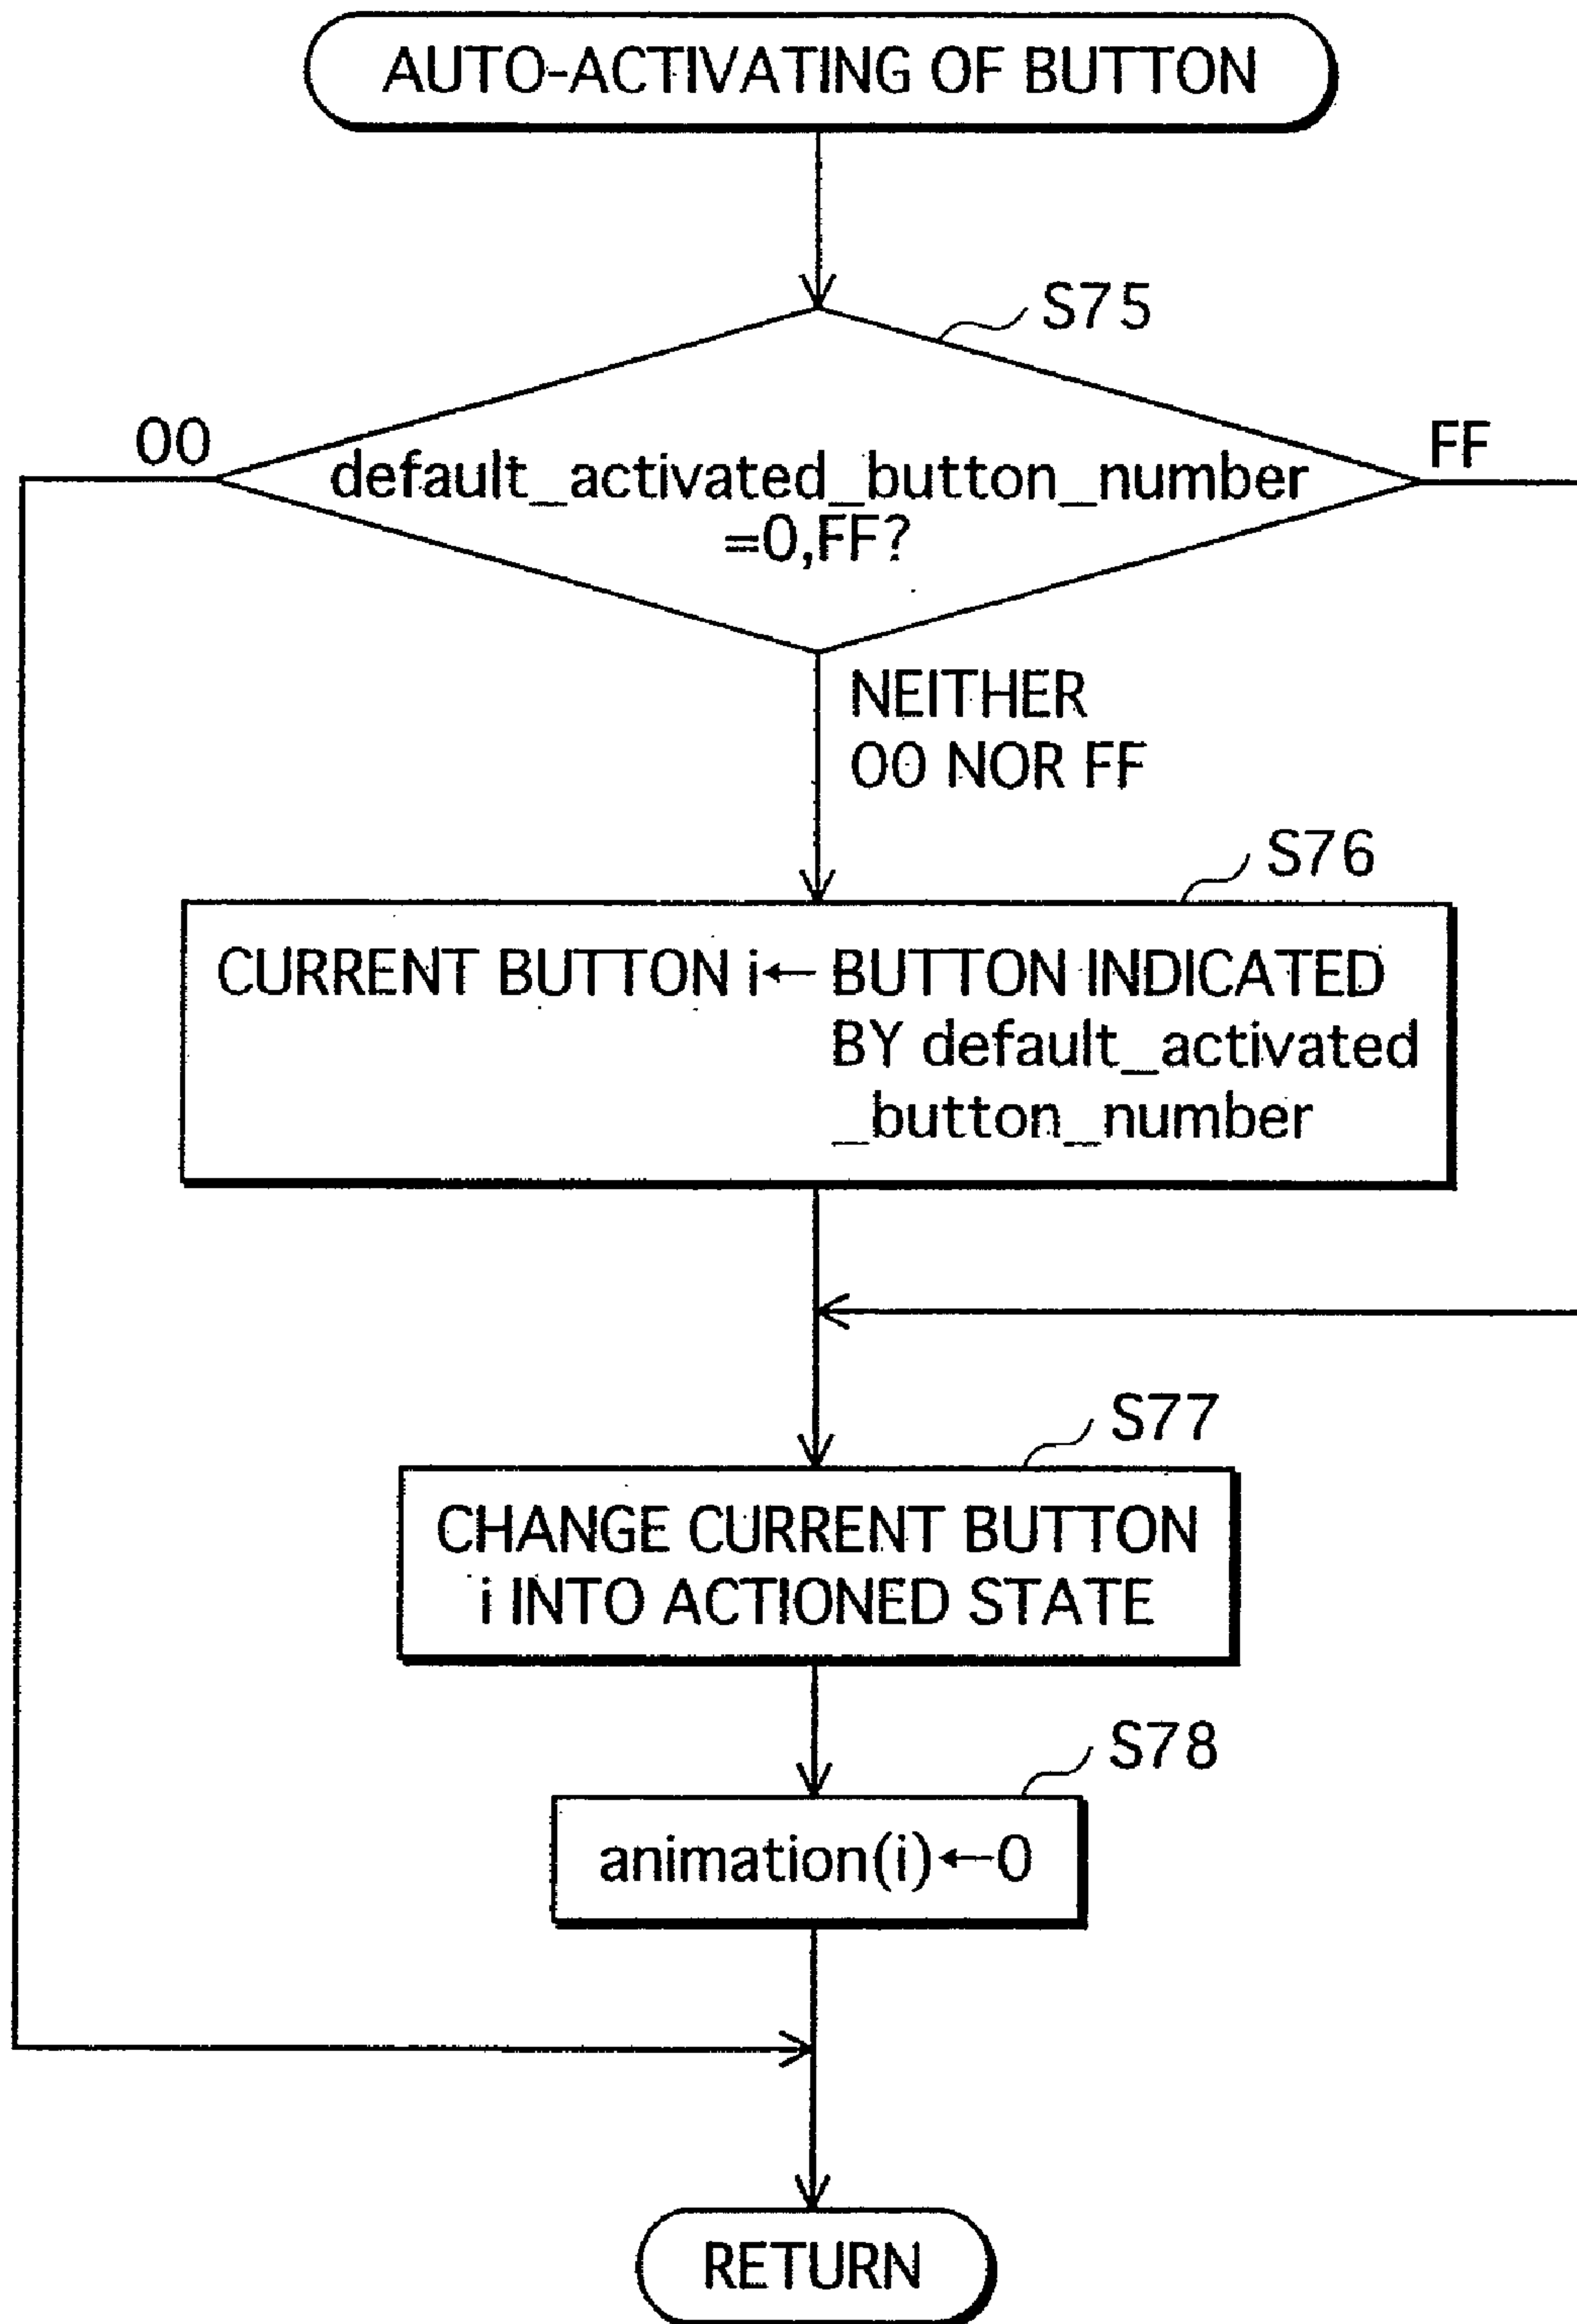 AUTO-ACTIVATING OF BUTTON
S75
00
FF
default_activated_button_number
=0,FF?
NEITHER
00 NOR FF
S76
CURRENT BUTTON i← BUTTON INDICATED
BY default_activated
_button_number
S77
CHANGE CURRENT BUTTON
i INTO ACTIONED STATE
S78
animation(i)←0
RETURN